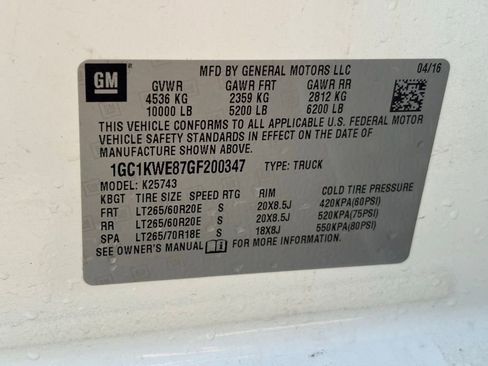 GM
MFD BY GENERAL MOTORS LLC 04/16
GVWR GAWR FRT GAWR RR
4536 KG 2359 KG 2812 KG
10000 LB 5200 LB 6200 LB
THIS VEHICLE CONFORMS TO ALL APPLICABLE U.S. FEDERAL MOTOR
VEHICLE SAFETY STANDARDS IN EFFECT ON THE DATE OF
MANUFACTURE SHOWN ABOVE.
1GC1KWE87GF200347 TYPE: TRUCK
MODEL: K25743
KBGT TIRE SIZE SPEED RTG RIM COLD TIRE PRESSURE
FRT LT265/60R20E S 20X8.5J 420KPA(60PSI)
RR LT265/60R20E S 20X8.5J 520KPA(75PSI)
SPA LT265/70R18E S 18X8J 550KPA(80PSI)
SEE OWNER'S MANUAL FOR MORE INFORMATION.